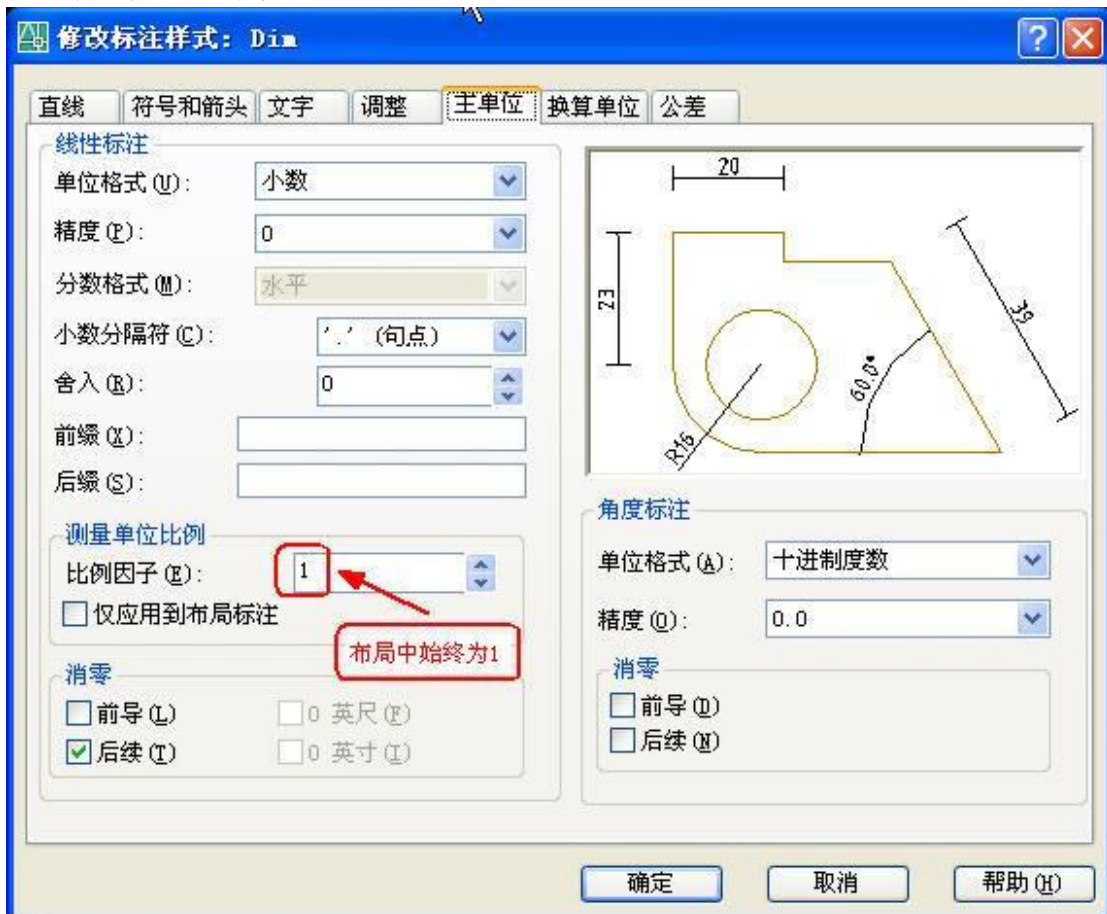 修改标注样式: Dim
直线 符号和箭头 文字 调整 主单位 换算单位 公差
线性标注
单位格式(U): 小数
精度(P): 0
分数格式(M): 水平
小数分隔符(C): '.' (句点)
舍入(R): 0
前缀(X):
后缀(S):
测量单位比例
比例因子(E): 1
仅应用到布局标注
布局中始终为1
消零
前导(L) 0 英尺(F)
后续(T) 0 英寸(I)
20
23
39
60.0°
R16
角度标注
单位格式(A): 十进制度数
精度(O): 0.0
消零
前导(D)
后续(N)
确定 取消 帮助(H)